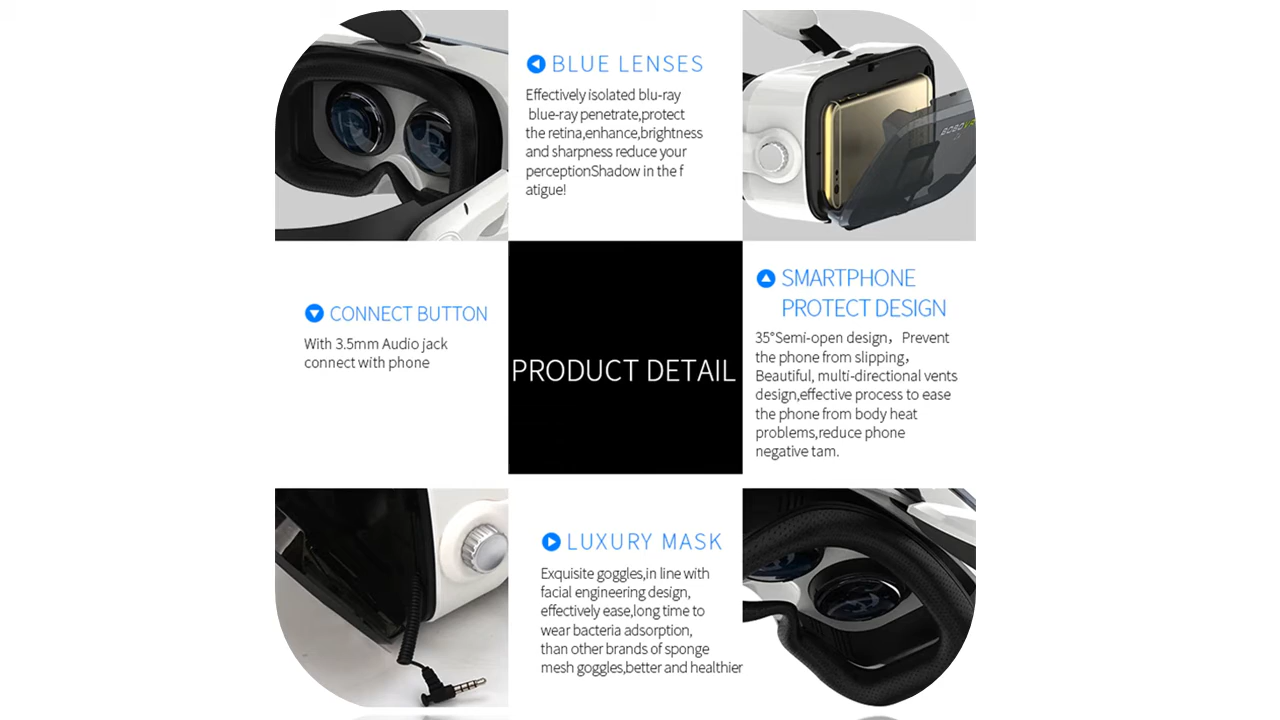 BLUE LENSES
Effectively isolated blu-ray
blue-ray penetrate,protect
the retina,enhance,brightness
and sharpness reduce your
perceptionShadow in the f
atigue!
BOBOVR
CONNECT BUTTON
With 3.5mm Audio jack
connect with phone
PRODUCT DETAIL
SMARTPHONE
PROTECT DESIGN
35°Semi-open design，Prevent
the phone from slipping，
Beautiful, multi-directional vents
design,effective process to ease
the phone from body heat
problems,reduce phone
negative tam.
LUXURY MASK
Exquisite goggles,in line with
facial engineering design,
effectively ease,long time to
wear bacteria adsorption,
than other brands of sponge
mesh goggles,better and healthier